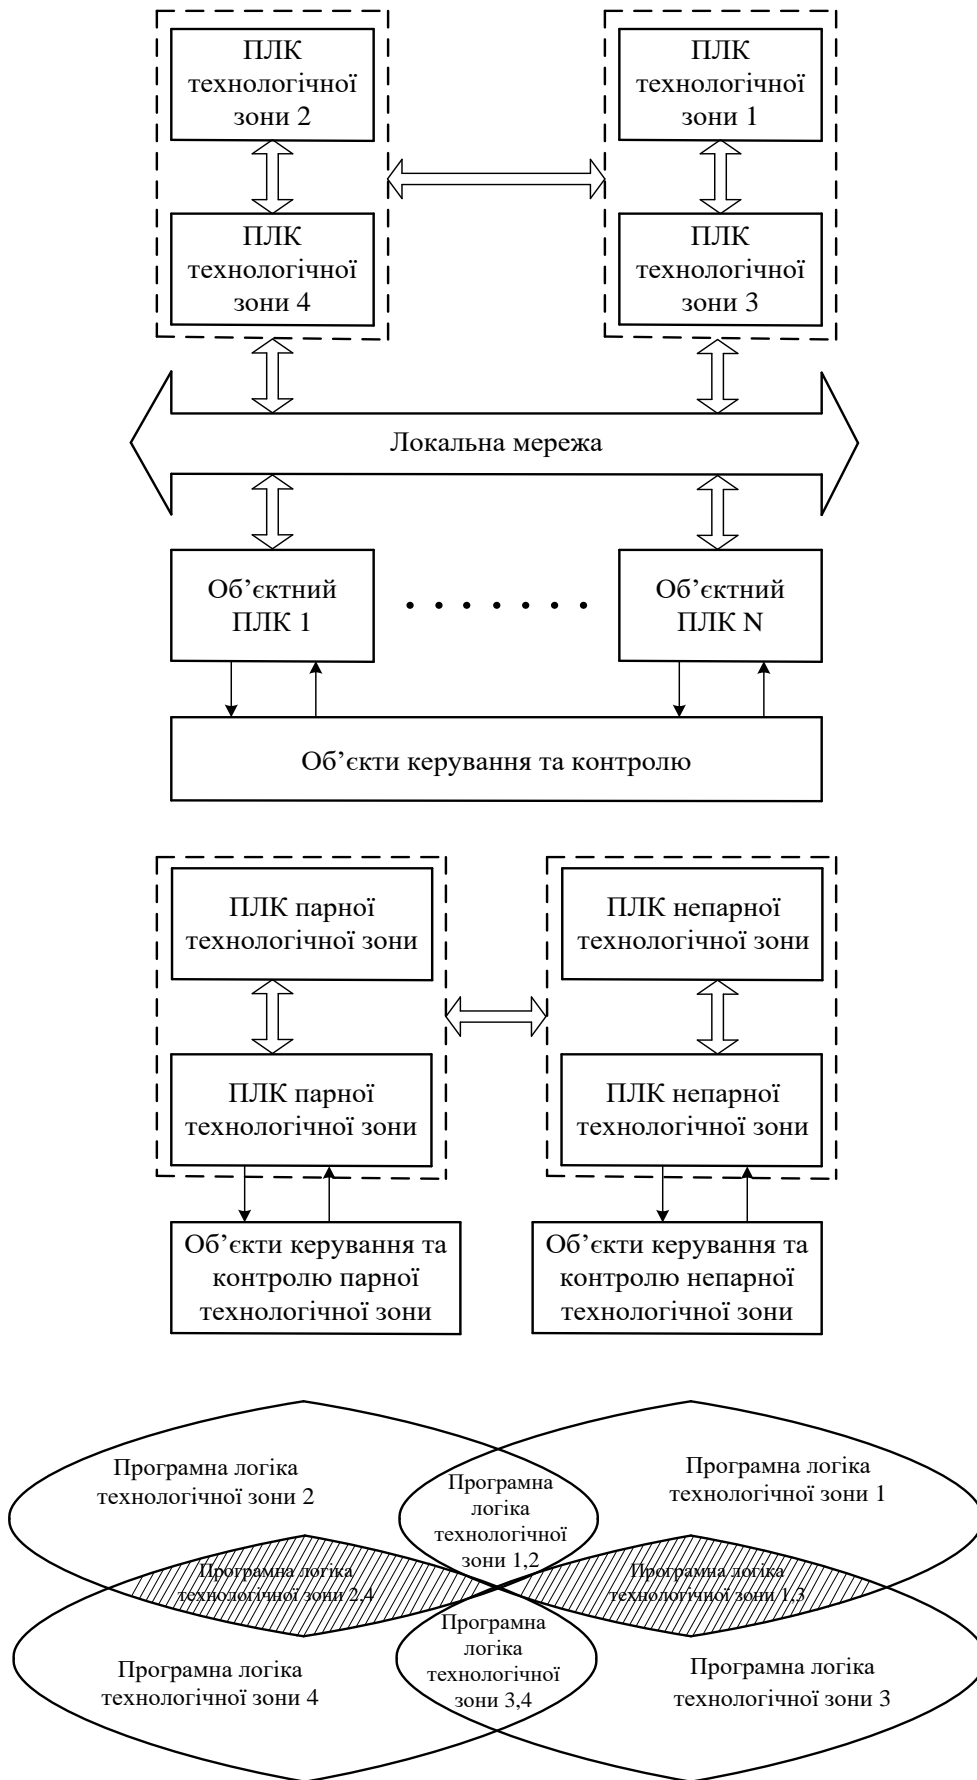 ПЛК
технологічної
зони 2
ПЛК
технологічної
зони 1
ПЛК
технологічної
зони 4
ПЛК
технологічної
зони 3
Локальна мережа
Об’єктний
ПЛК 1
Об’єктний
ПЛК N
Об’єкти керування та контролю
ПЛК парної
технологічної зони
ПЛК непарної
технологічної зони
ПЛК парної
технологічної зони
ПЛК непарної
технологічної зони
Об’єкти керування та
контролю парної
технологічної зони
Об’єкти керування та
контролю непарної
технологічної зони
Програмна логіка
технологічної зони 2
Програмна
логіка
технологічної
зони 1,2
Програмна логіка
технологічної зони 1
Програмна логіка
технологічної зони 2,4
Програмна логіка
технологічної зони 1,3
Програмна логіка
технологічної зони 4
Програмна
логіка
технологічної
зони 3,4
Програмна логіка
технологічної зони 3